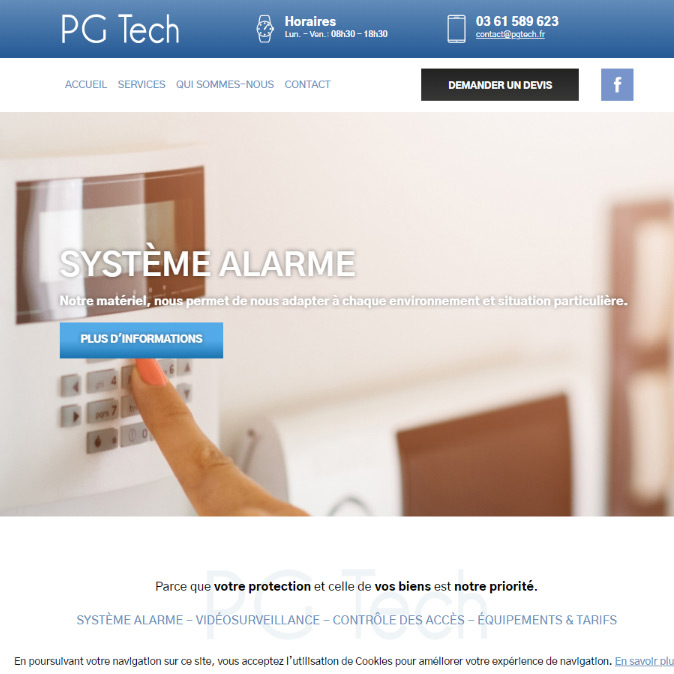 PG Tech
Horaires
Lun. – Ven.: 08h30 – 18h30
03 61 589 623
contact@pgtech.fr
ACCUEIL SERVICES QUI SOMMES-NOUS CONTACT
DEMANDER UN DEVIS
f
SYSTÈME ALARME
Notre matériel, nous permet de nous adapter à chaque environnement et situation particulière.
PLUS D'INFORMATIONS
PG Tech
Parce que votre protection et celle de vos biens est notre priorité.
SYSTÈME ALARME – VIDÉOSURVEILLANCE – CONTRÔLE DES ACCÈS – ÉQUIPEMENTS & TARIFS
En poursuivant votre navigation sur ce site, vous acceptez l'utilisation de Cookies pour améliorer votre expérience de navigation. En savoir plu